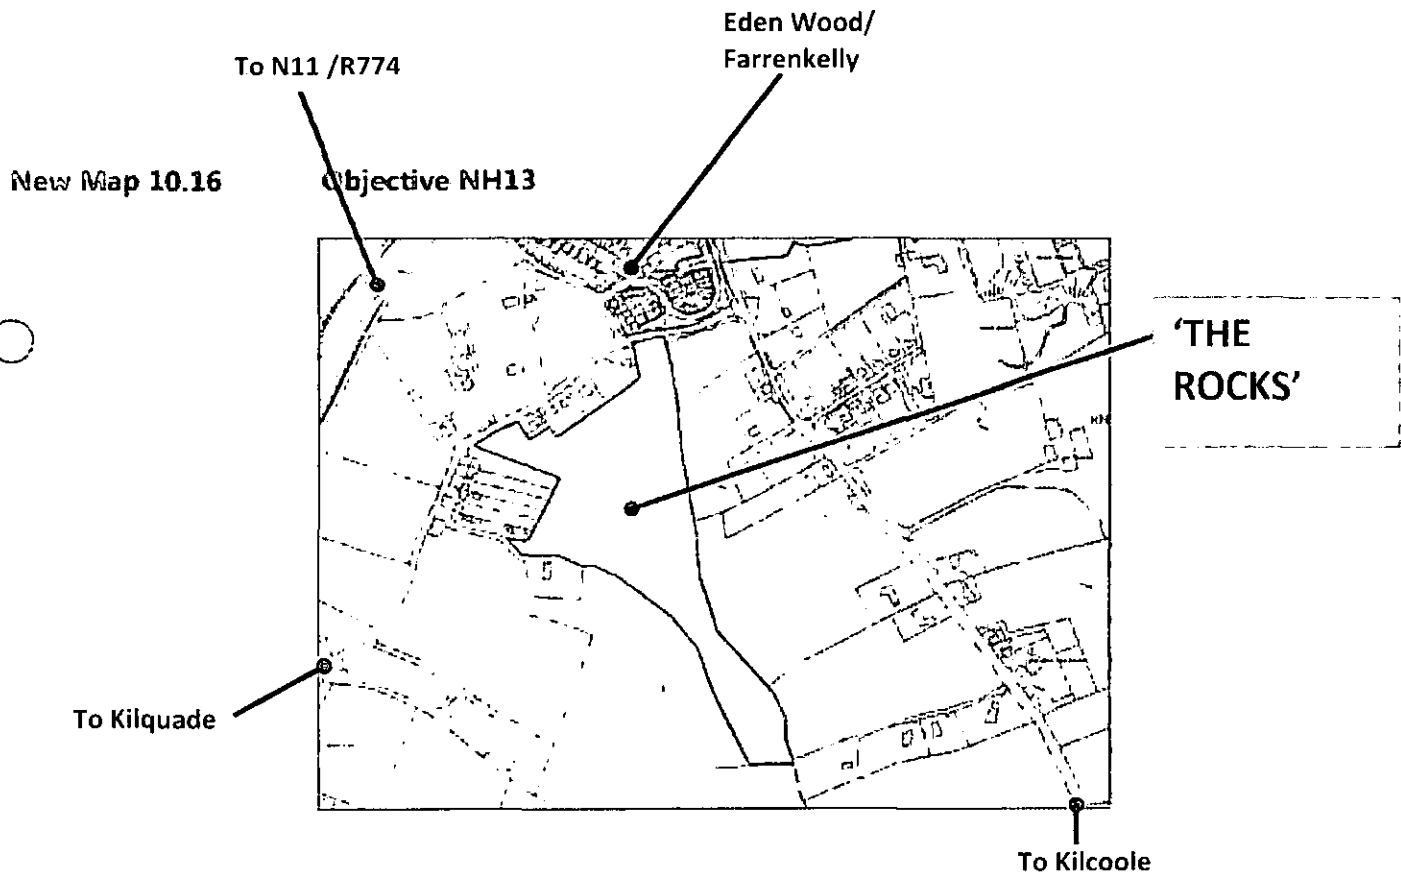 Eden Wood/
Farrenkelly
To N11 /R774
New Map 10.16 Objective NH13
'THE
ROCKS'
To Kilquade
To Kilcoole